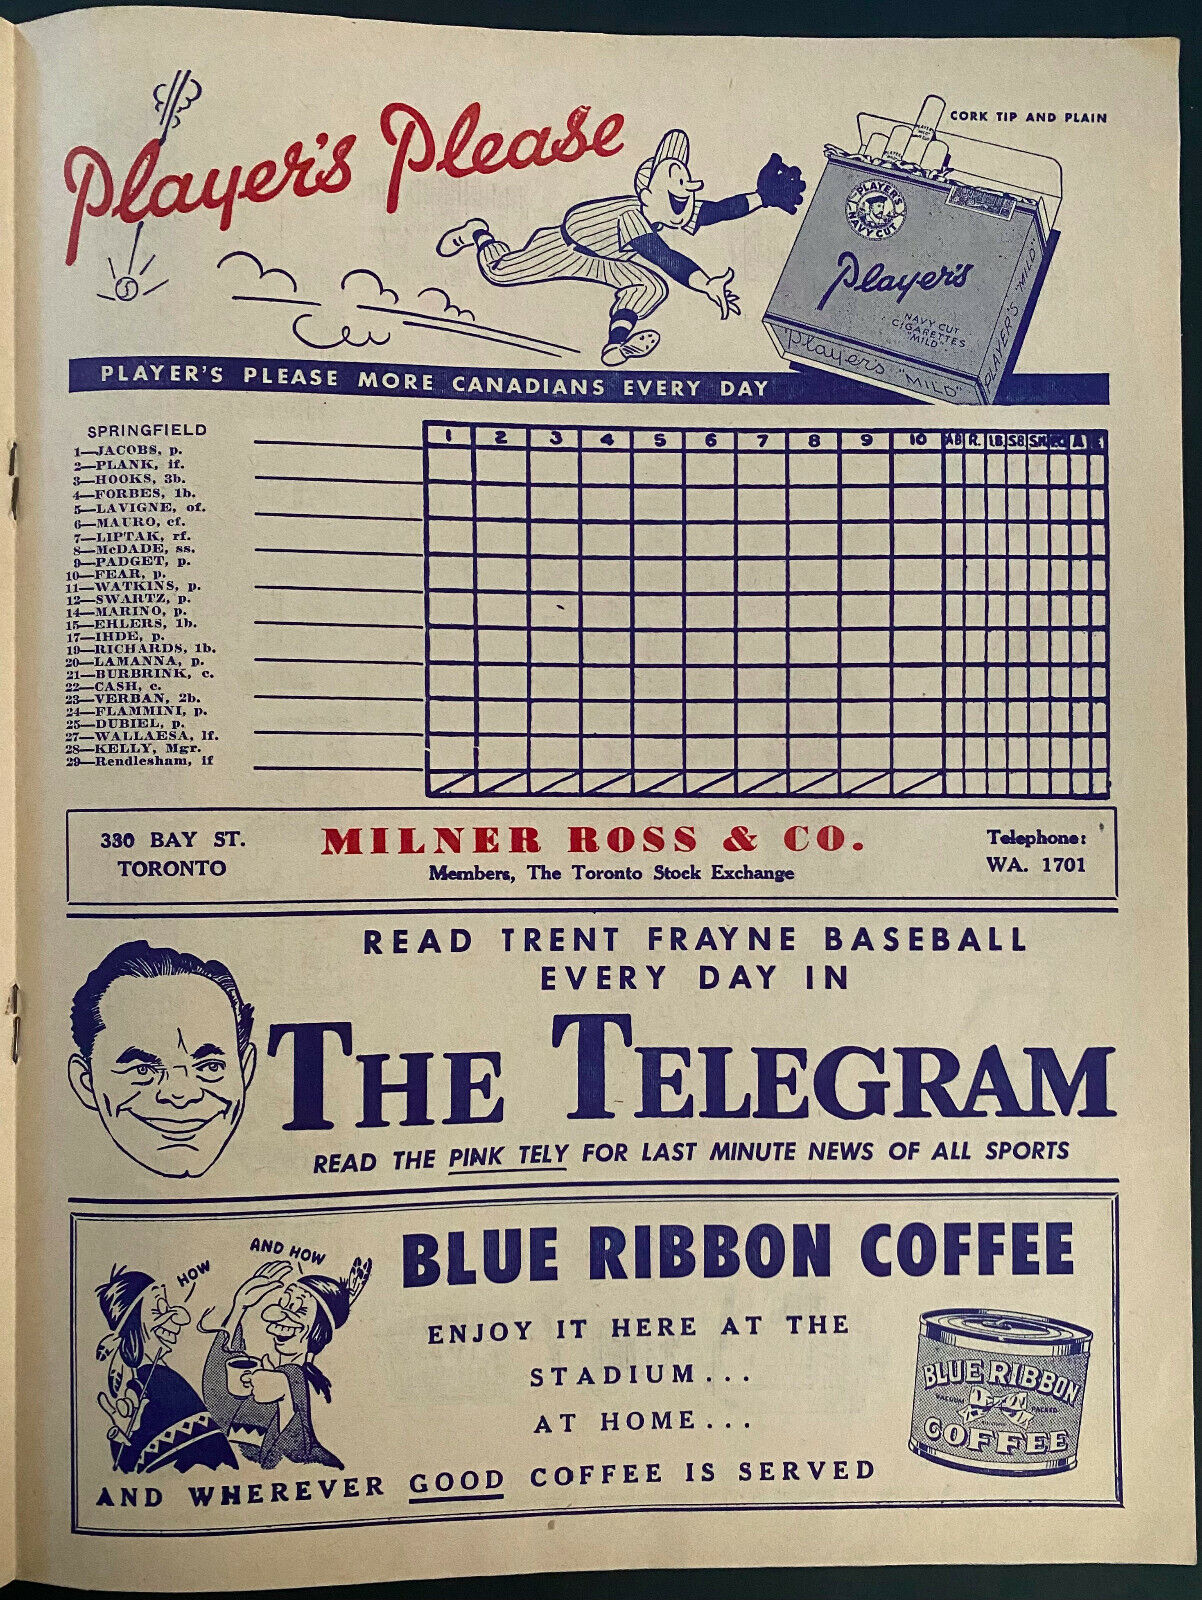 Player's Please
CORK TIP AND PLAIN
PLAYER'S
NAVY CUT
Player's
NAVY CUT
CIGARETTES
"MILD"
Player's "MILD"
PLAYER'S "MILD"
PLAYER'S PLEASE MORE CANADIANS EVERY DAY
SPRINGFIELD
1 2 3 4 5 6 7 8 9 10 AB R. 1.B. S.B. S.H. P.O. A E
1—JACOBS, p.
2—PLANK, if.
3—HOOKS, 3b.
4—FORBES, 1b.
5—LAVIGNE, of.
6—MAURO, cf.
7—LIPTAK, rf.
8—McDADE, ss.
9—PADGET, p.
10—FEAR, p.
11—WATKINS, p.
12—SWARTZ, p.
14—MARINO, p.
15—EHLERS, 1b.
17—IHDE, p.
19—RICHARDS, 1b.
20—LAMANNA, p.
21—BURBRINK, c.
22—CASH, c.
23—VERBAN, 2b.
24—FLAMMINI, p.
25—DUBIEL, p.
27—WALLAESA, lf.
28—KELLY, Mgr.
29—Rendlesham, if
330 BAY ST.
TORONTO
MILNER ROSS & CO.
Members, The Toronto Stock Exchange
Telephone:
WA. 1701
READ TRENT FRAYNE BASEBALL
EVERY DAY IN
THE TELEGRAM
READ THE PINK TELY FOR LAST MINUTE NEWS OF ALL SPORTS
HOW
AND HOW
BLUE RIBBON COFFEE
ENJOY IT HERE AT THE
STADIUM...
AT HOME...
AND WHEREVER GOOD COFFEE IS SERVED
BLUE RIBBON
VACUUM PACKED
COFFEE